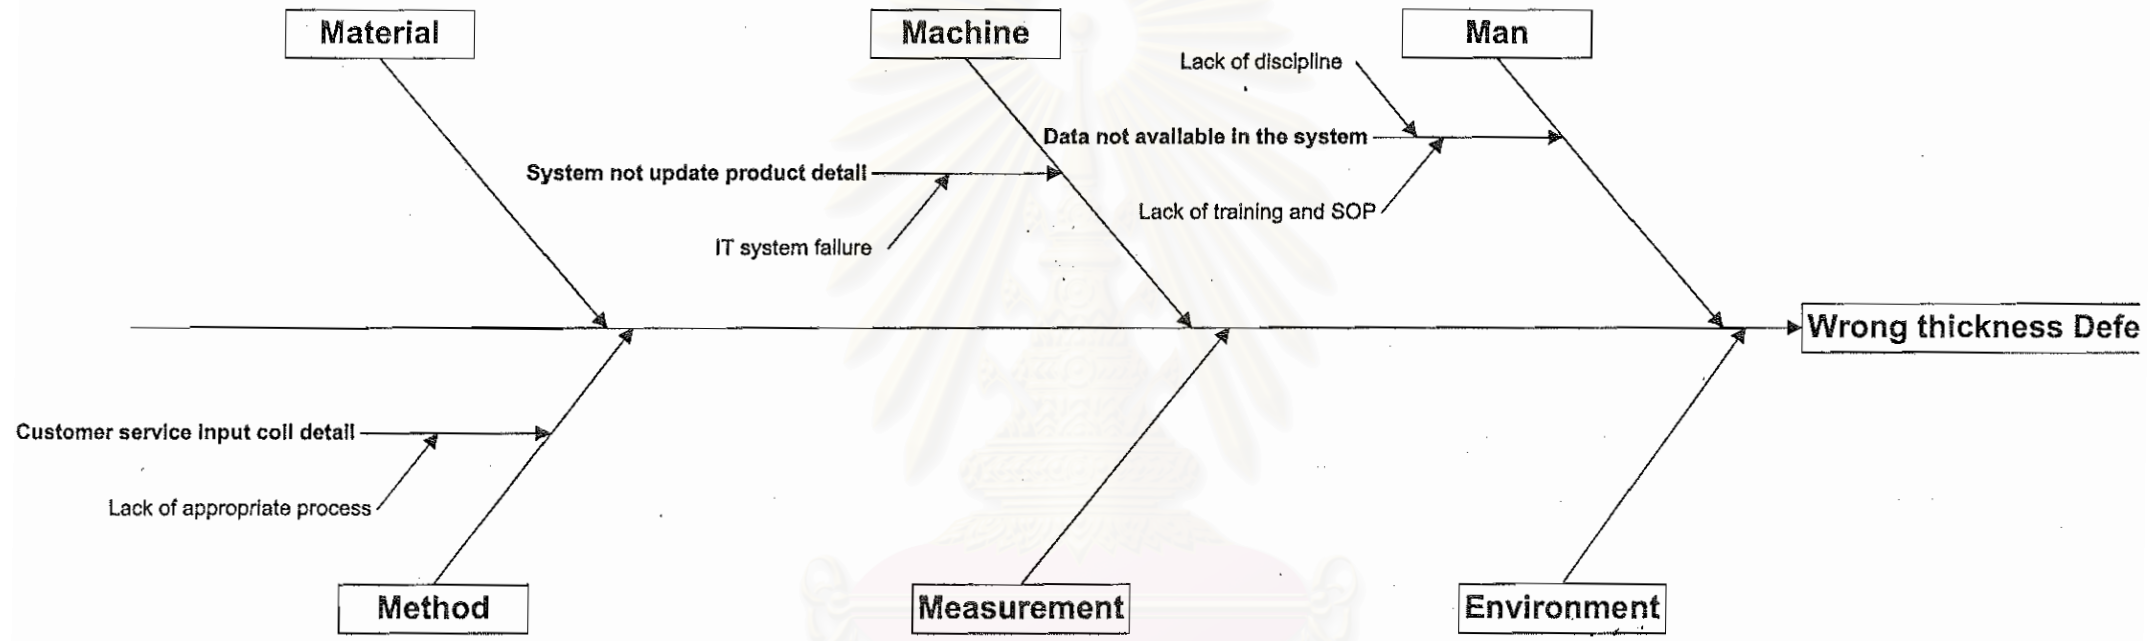 Material
Machine
Man
Lack of discipline
Data not available in the system
System not update product detail
Lack of training and SOP
IT system failure
Wrong thickness Defe
Customer service input coil detail
Lack of appropriate process
Method
Measurement
Environment